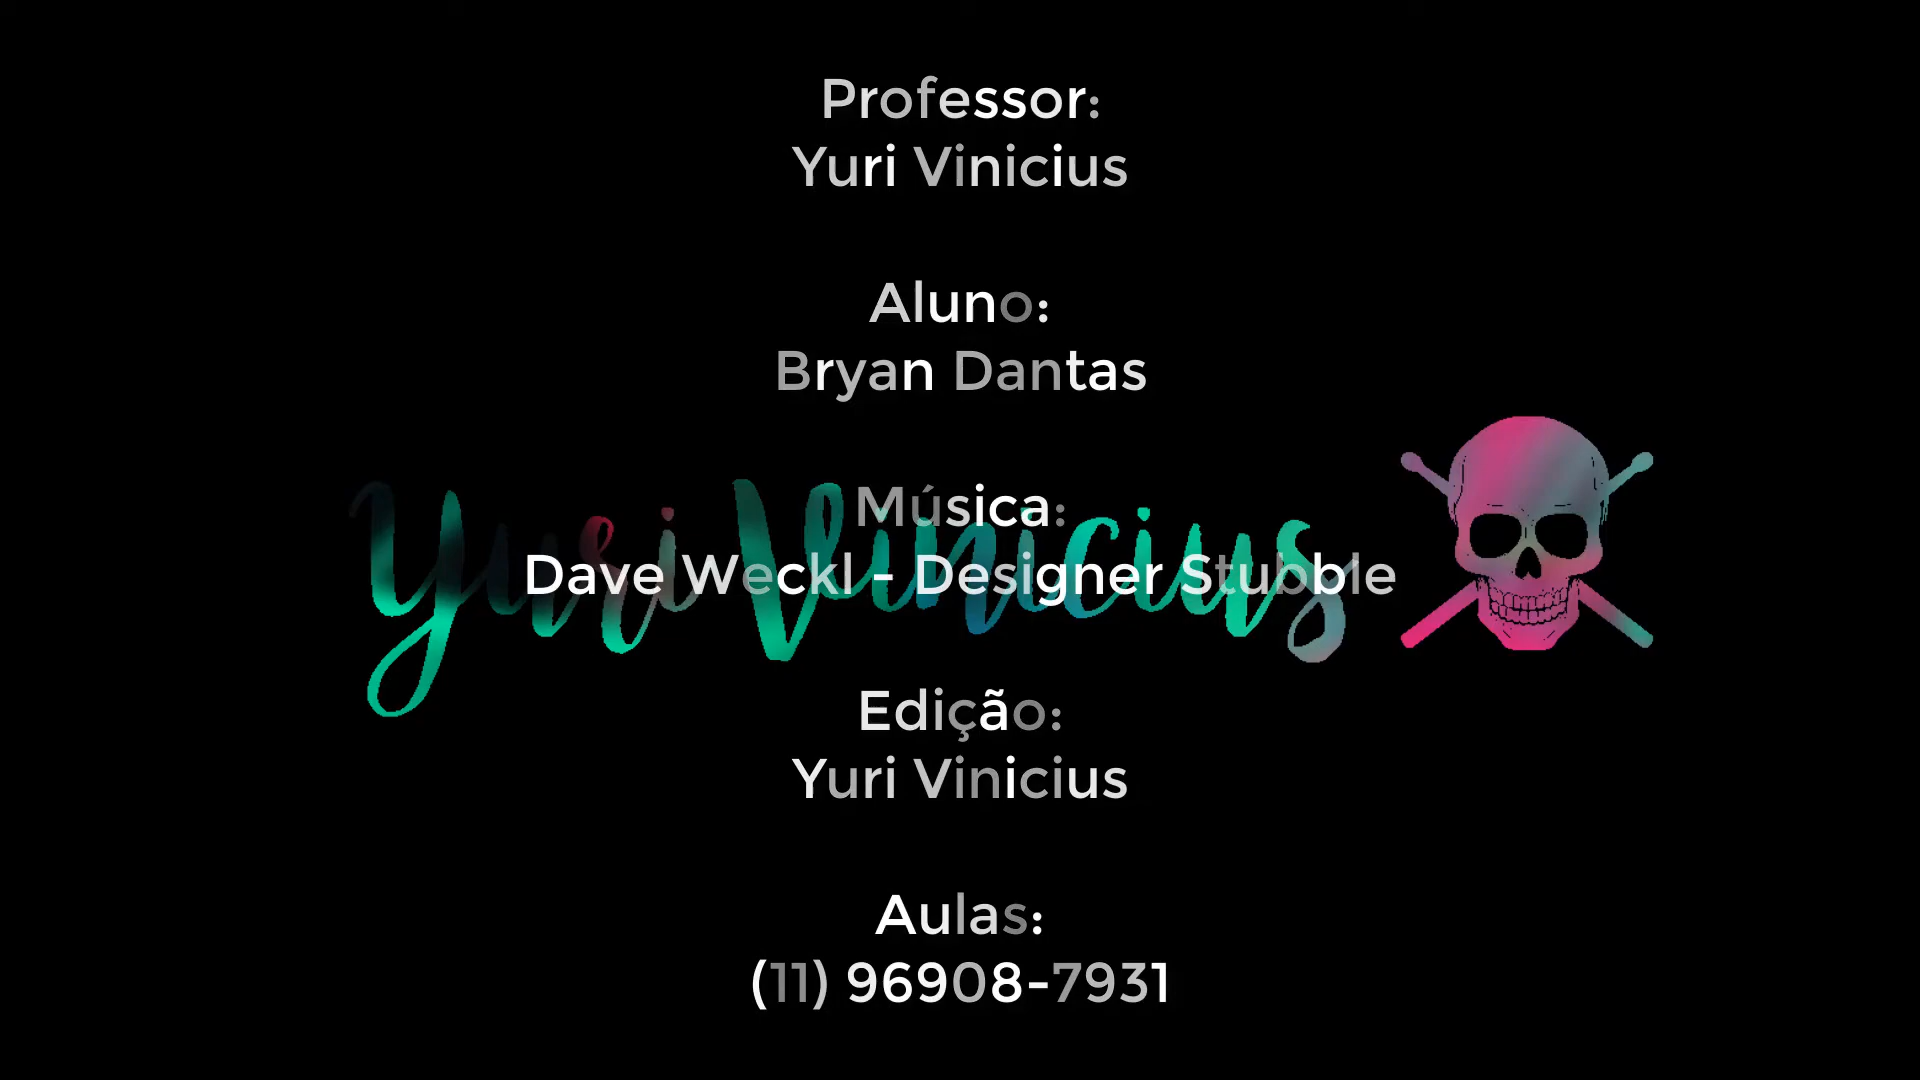 Professor:
Yuri Vinicius
Aluno:
Bryan Dantas
Música:
Yuri Vinicius
Dave Weckl - Designer Stubble
Edição:
Yuri Vinicius
Aulas:
(11) 96908-7931